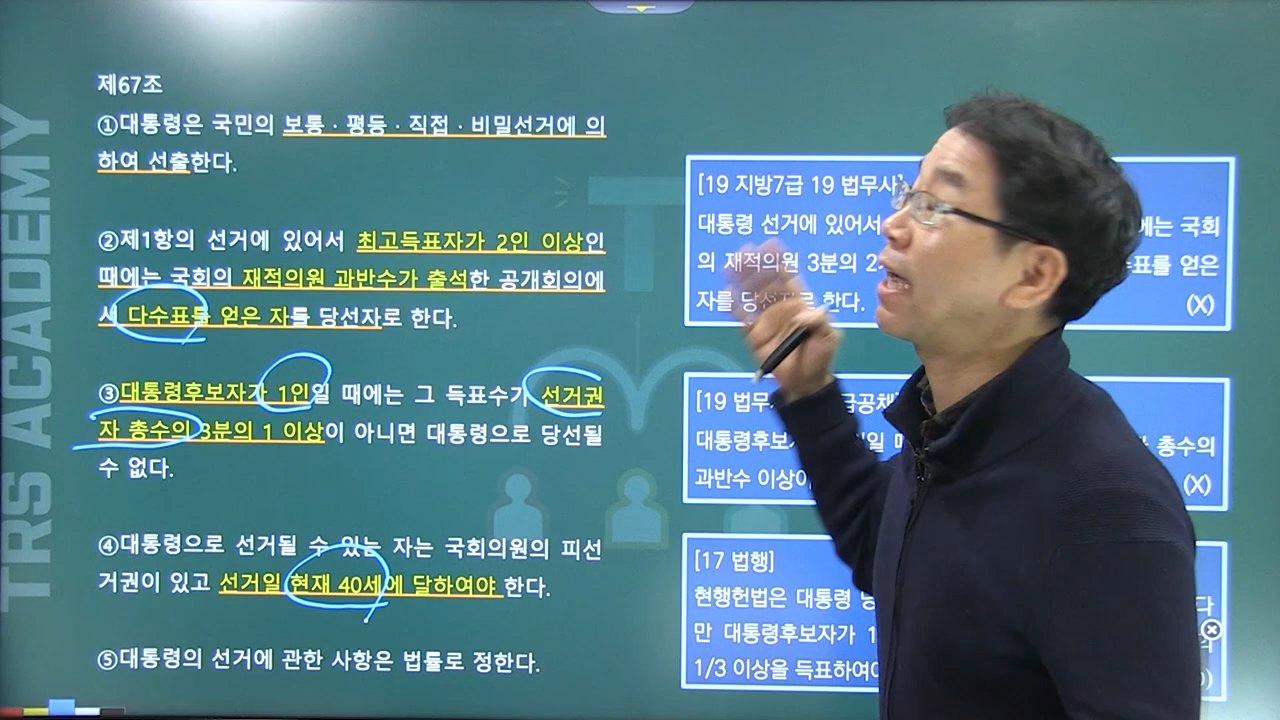 TRS ACADEMY
제67조
①대통령은 국민의 보통·평등·직접·비밀선거에 의
하여 선출한다.
②제1항의 선거에 있어서 최고득표자가 2인 이상인
때에는 국회의 재적의원 과반수가 출석한 공개회의에
서 다수표를 얻은 자를 당선자로 한다.
③대통령후보자가 1인일 때에는 그 득표수가 선거권
자 총수의 3분의 1 이상이 아니면 대통령으로 당선될
수 없다.
④대통령으로 선거될 수 있는 자는 국회의원의 피선
거권이 있고 선거일 현재 40세에 달하여야 한다.
⑤대통령의 선거에 관한 사항은 법률로 정한다.
[19 지방7급 19 법무사]
대통령 선거에 있어서 에는 국회
의 재적의원 3분의 표를 얻은
자를 당선자로 한다. (X)
[19 법무사
대통령후보 총수의
과반수 이상이 (X)
[17 법행]
현행헌법은 대통령 다
만 대통령후보자가 1
1/3 이상을 득표하여야